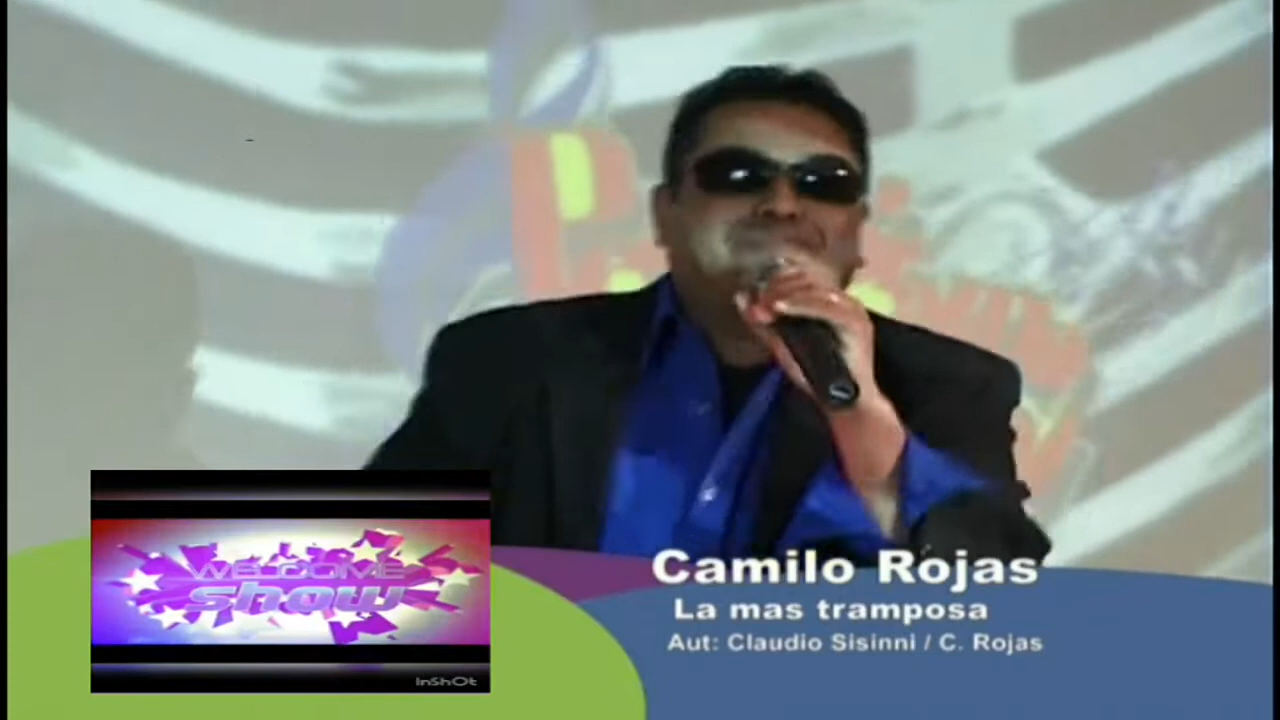 Camilo Rojas
La mas tramposa
Aut: Claudio Sisinni / C. Rojas
WELCOME
show
InShOt